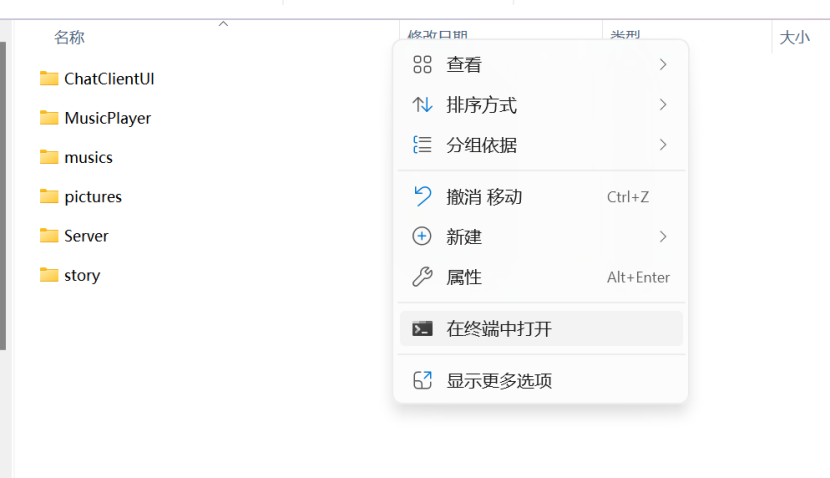 名称 修改日期 类型 大小
ChatClientUI
MusicPlayer
musics
pictures
Server
story
查看
排序方式
分组依据
撤消 移动 Ctrl+Z
新建
属性 Alt+Enter
在终端中打开
显示更多选项